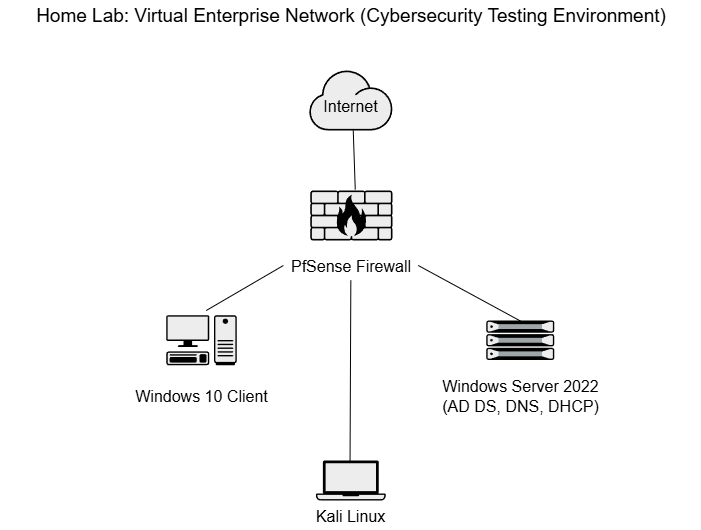 Home Lab: Virtual Enterprise Network (Cybersecurity Testing Environment)
Internet
PfSense Firewall
Windows 10 Client
Windows Server 2022
(AD DS, DNS, DHCP)
Kali Linux